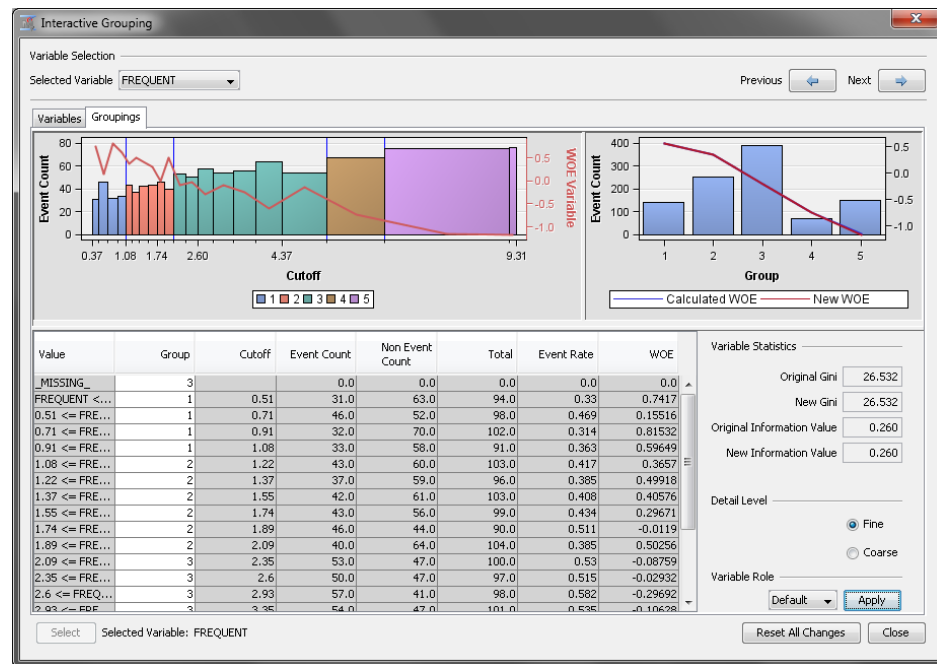 Interactive Grouping
Variable Selection
Selected Variable FREQUENT Previous Next
Variables Groupings
80
60
40
20
0
Event Count
0.5
0.0
-0.5
-1.0
WOE Variable
0.37 1.08 1.74 2.60 4.37 9.31
Cutoff
1 2 3 4 5
400
300
200
100
0
Event Count
0.5
0.0
-0.5
-1.0
1 2 3 4 5
Group
Calculated WOE New WOE
Value Group Cutoff Event Count Non Event Count Total Event Rate WOE
_MISSING_ 3 0.0 0.0 0.0 0.0 0.0
FREQUENT <... 1 0.51 31.0 63.0 94.0 0.33 0.7417
0.51 <= FRE... 1 0.71 46.0 52.0 98.0 0.469 0.15516
0.71 <= FRE... 1 0.91 32.0 70.0 102.0 0.314 0.81532
0.91 <= FRE... 1 1.08 33.0 58.0 91.0 0.363 0.59649
1.08 <= FRE... 2 1.22 43.0 60.0 103.0 0.417 0.3657
1.22 <= FRE... 2 1.37 37.0 59.0 96.0 0.385 0.49918
1.37 <= FRE... 2 1.55 42.0 61.0 103.0 0.408 0.40576
1.55 <= FRE... 2 1.74 43.0 56.0 99.0 0.434 0.29671
1.74 <= FRE... 2 1.89 46.0 44.0 90.0 0.511 -0.0119
1.89 <= FRE... 2 2.09 40.0 64.0 104.0 0.385 0.50256
2.09 <= FRE... 3 2.35 53.0 47.0 100.0 0.53 -0.08759
2.35 <= FRE... 3 2.6 50.0 47.0 97.0 0.515 -0.02932
2.6 <= FREQ... 3 2.93 57.0 41.0 98.0 0.582 -0.29692
2.93 <= FRE... 3 3.35 54.0 47.0 101.0 0.535 -0.10628
Variable Statistics
Original Gini 26.532
New Gini 26.532
Original Information Value 0.260
New Information Value 0.260
Detail Level
Fine
Coarse
Variable Role
Default Apply
Select Selected Variable: FREQUENT Reset All Changes Close